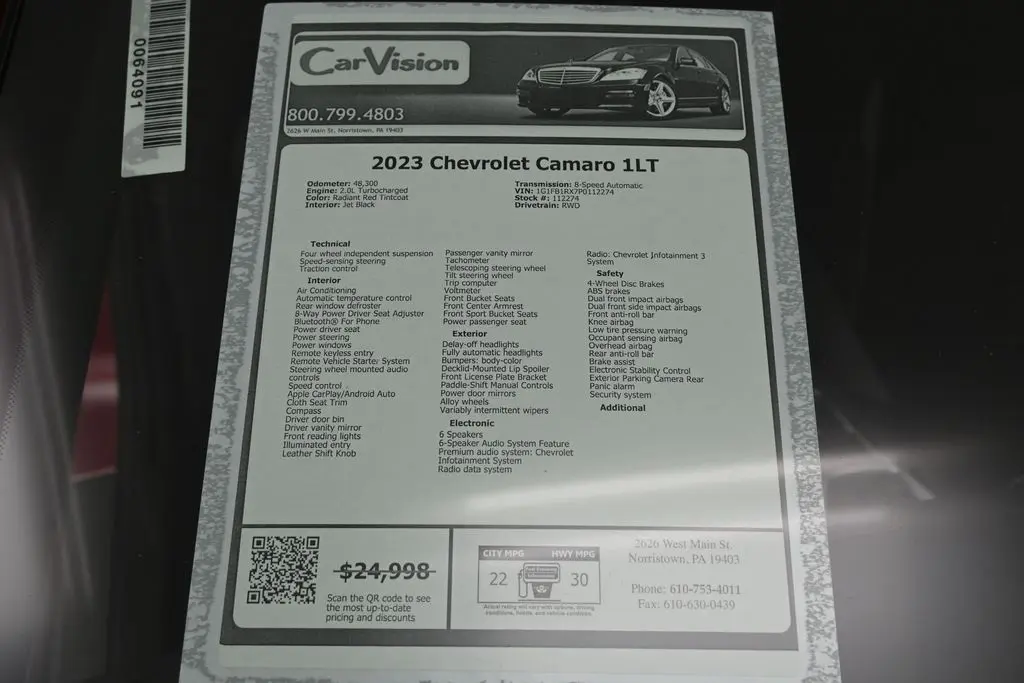 0064091
CarVision
800.799.4803
2626 W Main St. Norristown, PA 19403
2023 Chevrolet Camaro 1LT
Odometer: 48,300
Engine: 2.0L Turbocharged
Color: Radiant Red Tintcoat
Interior: Jet Black
Transmission: 8-Speed Automatic
VIN: 1G1FB1RX7P0112274
Stock #: 112274
Drivetrain: RWD
Technical
Four wheel independent suspension
Speed-sensing steering
Traction control
Interior
Air Conditioning
Automatic temperature control
Rear window defroster
8-Way Power Driver Seat Adjuster
Bluetooth® For Phone
Power driver seat
Power steering
Power windows
Remote keyless entry
Remote Vehicle Starter System
Steering wheel mounted audio
controls
Speed control
Apple CarPlay/Android Auto
Cloth Seat Trim
Compass
Driver door bin
Driver vanity mirror
Front reading lights
Illuminated entry
Leather Shift Knob
Passenger vanity mirror
Tachometer
Telescoping steering wheel
Tilt steering wheel
Trip computer
Voltmeter
Front Bucket Seats
Front Center Armrest
Front Sport Bucket Seats
Power passenger seat
Exterior
Delay-off headlights
Fully automatic headlights
Bumpers: body-color
Decklid-Mounted Lip Spoiler
Front License Plate Bracket
Paddle-Shift Manual Controls
Power door mirrors
Alloy wheels
Variably intermittent wipers
Electronic
6 Speakers
6-Speaker Audio System Feature
Premium audio system: Chevrolet
Infotainment System
Radio data system
Radio: Chevrolet Infotainment 3
System
Safety
4-Wheel Disc Brakes
ABS brakes
Dual front impact airbags
Dual front side impact airbags
Front anti-roll bar
Knee airbag
Low tire pressure warning
Occupant sensing airbag
Overhead airbag
Rear anti-roll bar
Brake assist
Electronic Stability Control
Exterior Parking Camera Rear
Panic alarm
Security system
Additional
$24,998
Scan the QR code to see
the most up-to-date
pricing and discounts
CITY MPG HWY MPG
22 30
Actual rating will vary with options, driving
conditions, habits, and vehicle condition.
2626 West Main St.
Norristown, PA 19403
Phone: 610-753-4011
Fax: 610-630-0439